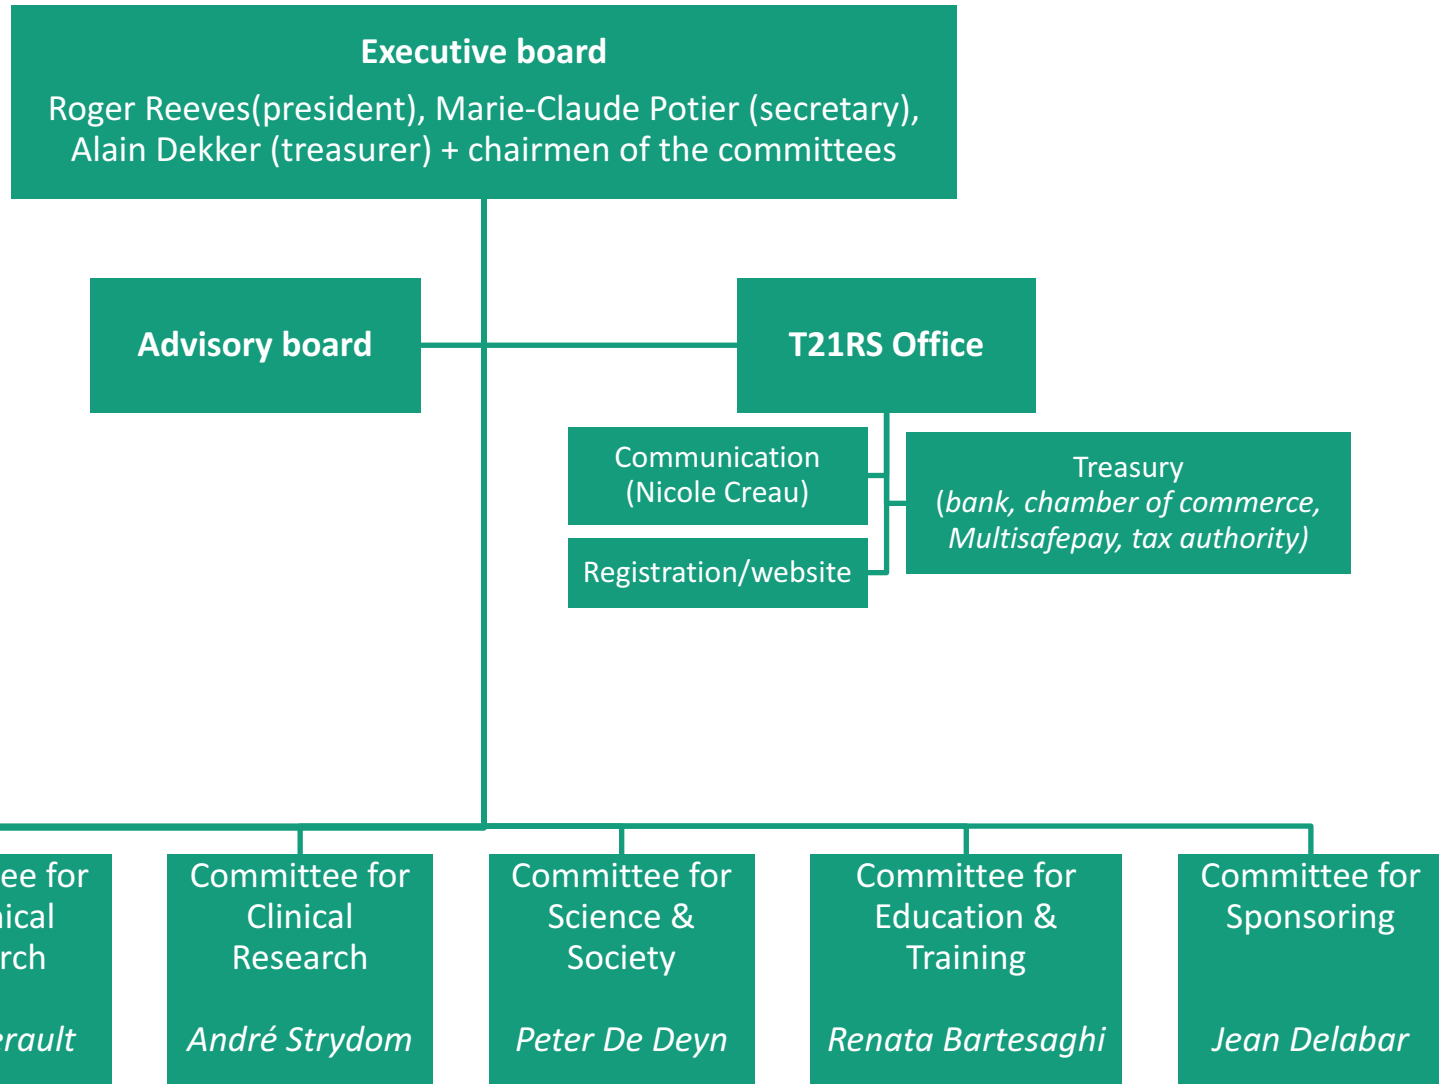 Executive board
Roger Reeves(president), Marie-Claude Potier (secretary),
Alain Dekker (treasurer) + chairmen of the committees
Advisory board
T21RS Office
Communication
(Nicole Creau)
Treasury
(bank, chamber of commerce,
Multisafepay, tax authority)
Registration/website
for
Committee for
Clinical
Research
André Strydom
Committee for
Science &
Society
Peter De Deyn
Committee for
Education &
Training
Renata Bartesaghi
Committee for
Sponsoring
Jean Delabar